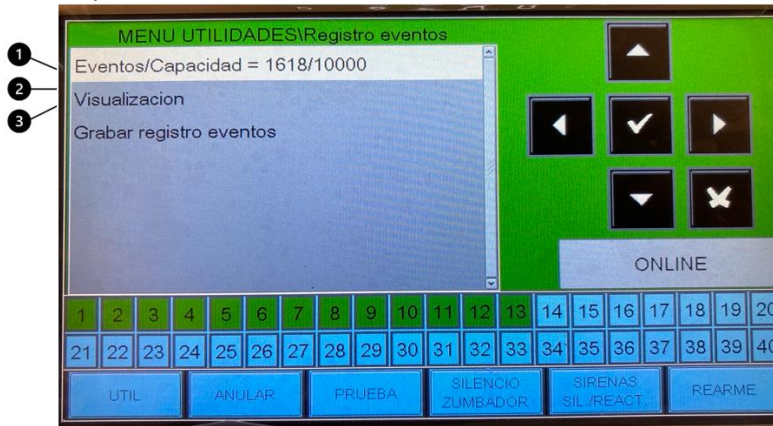 MENU UTILIDADES\Registro eventos
1
Eventos/Capacidad = 1618/10000
2
Visualizacion
3
Grabar registro eventos
ONLINE
1 2 3 4 5 6 7 8 9 10 11 12 13 14 15 16 17 18 19 20
21 22 23 24 25 26 27 28 29 30 31 32 33 34 35 36 37 38 39 40
UTIL
ANULAR
PRUEBA
SILENCIO
ZUMBADOR
SIRENAS
SIL./REACT.
REARME